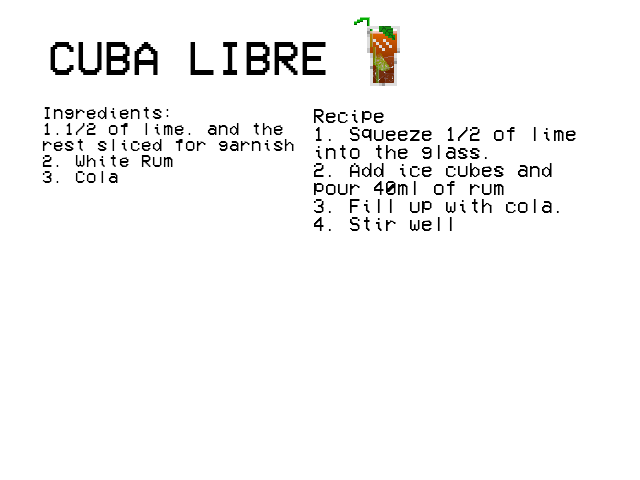 CUBA LIBRE
Ingredients:
1.1/2 of lime. and the
rest sliced for garnish
2. White Rum
3. Cola
Recipe
1. Squeeze 1/2 of lime
into the glass.
2. Add ice cubes and
pour 40ml of rum
3. Fill up with cola.
4. Stir well